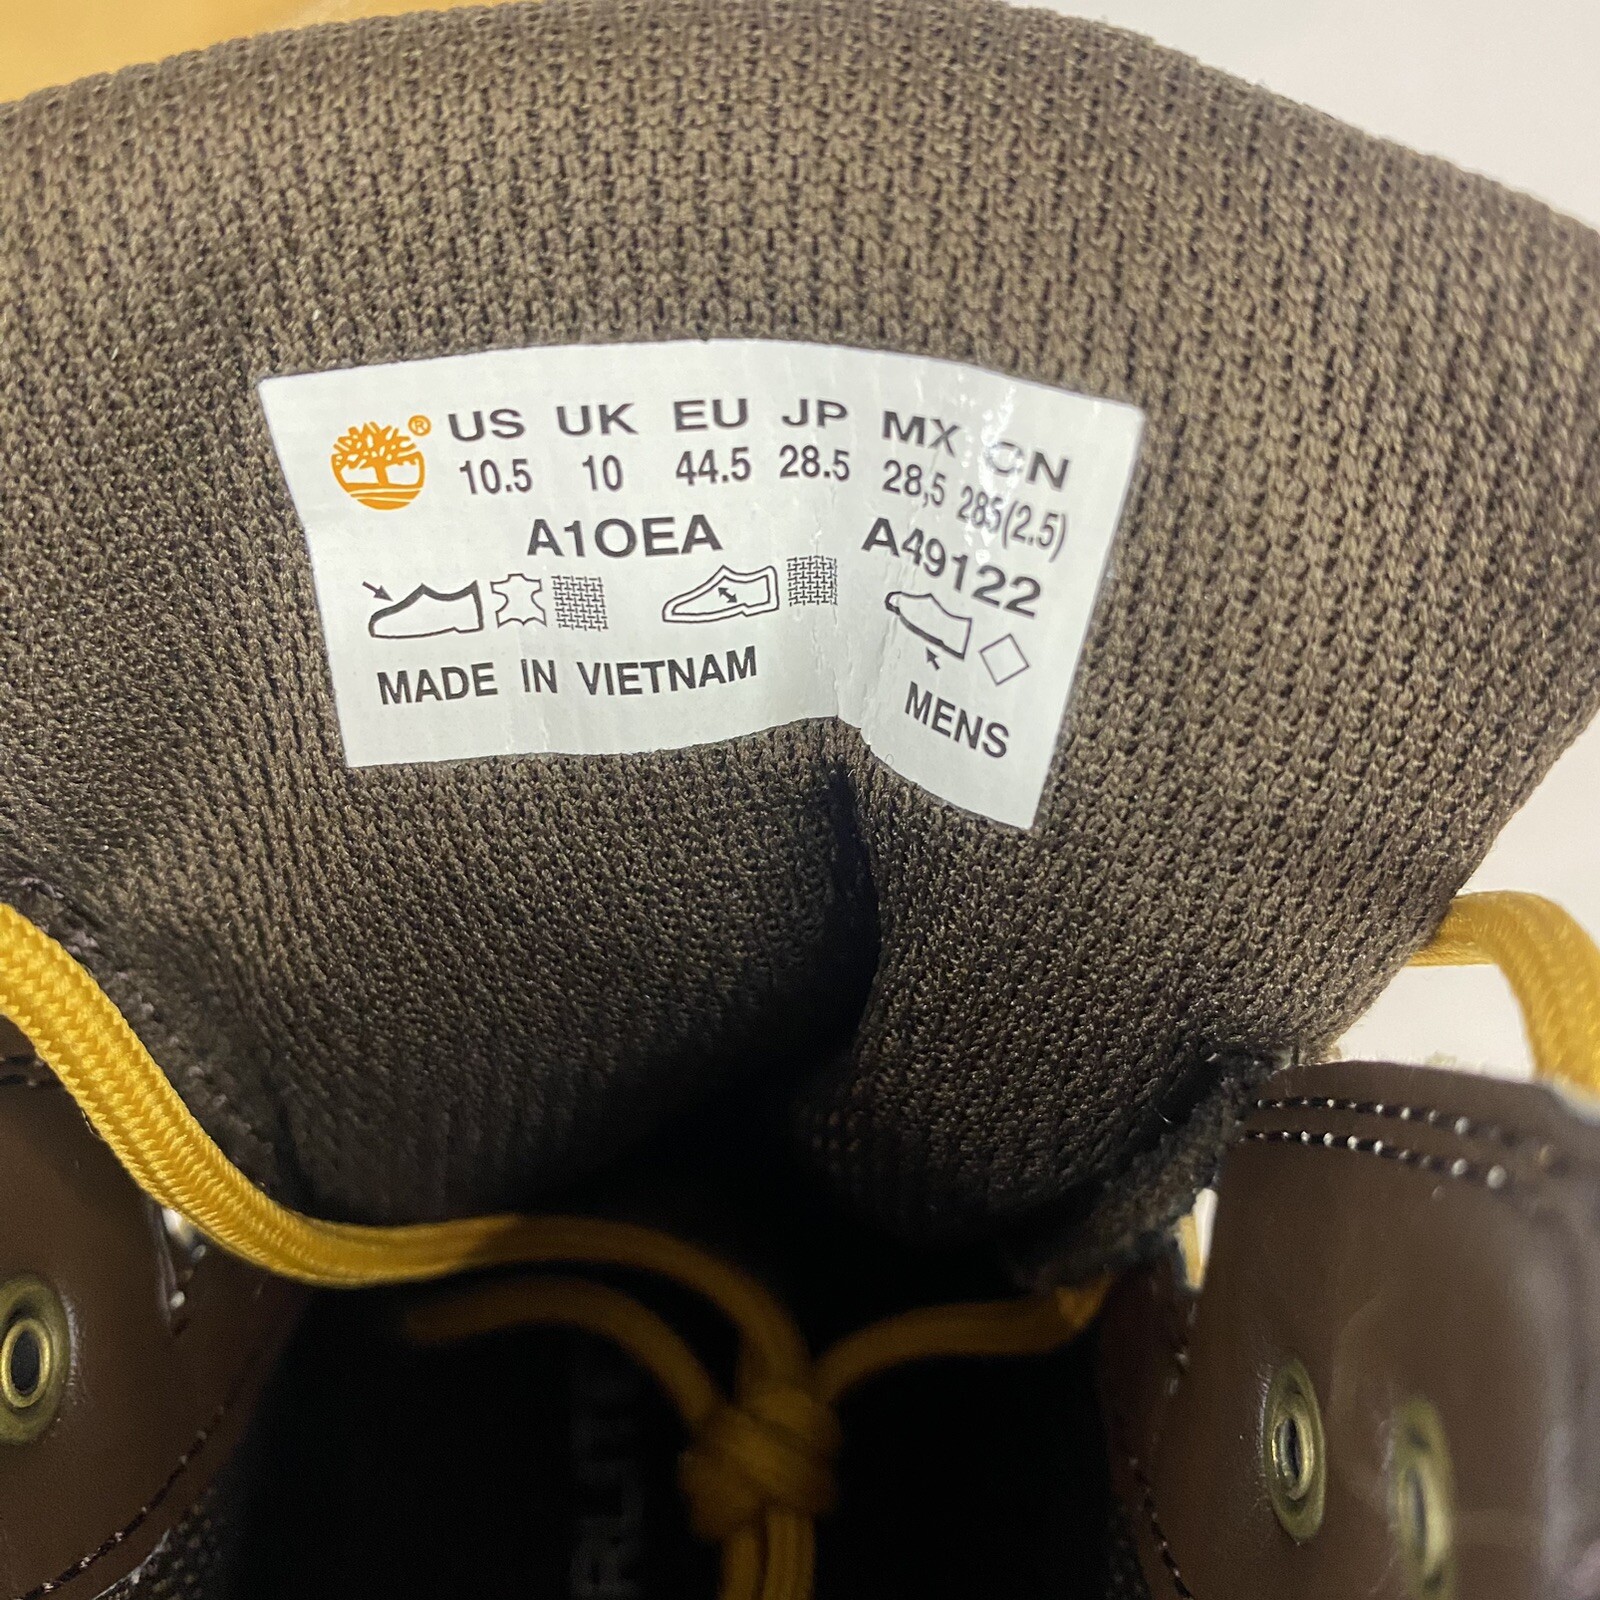 ® US UK EU JP MX CN
10.5 10 44.5 28.5 28,5 285(2.5)
A1OEA A49122
MADE IN VIETNAM MENS